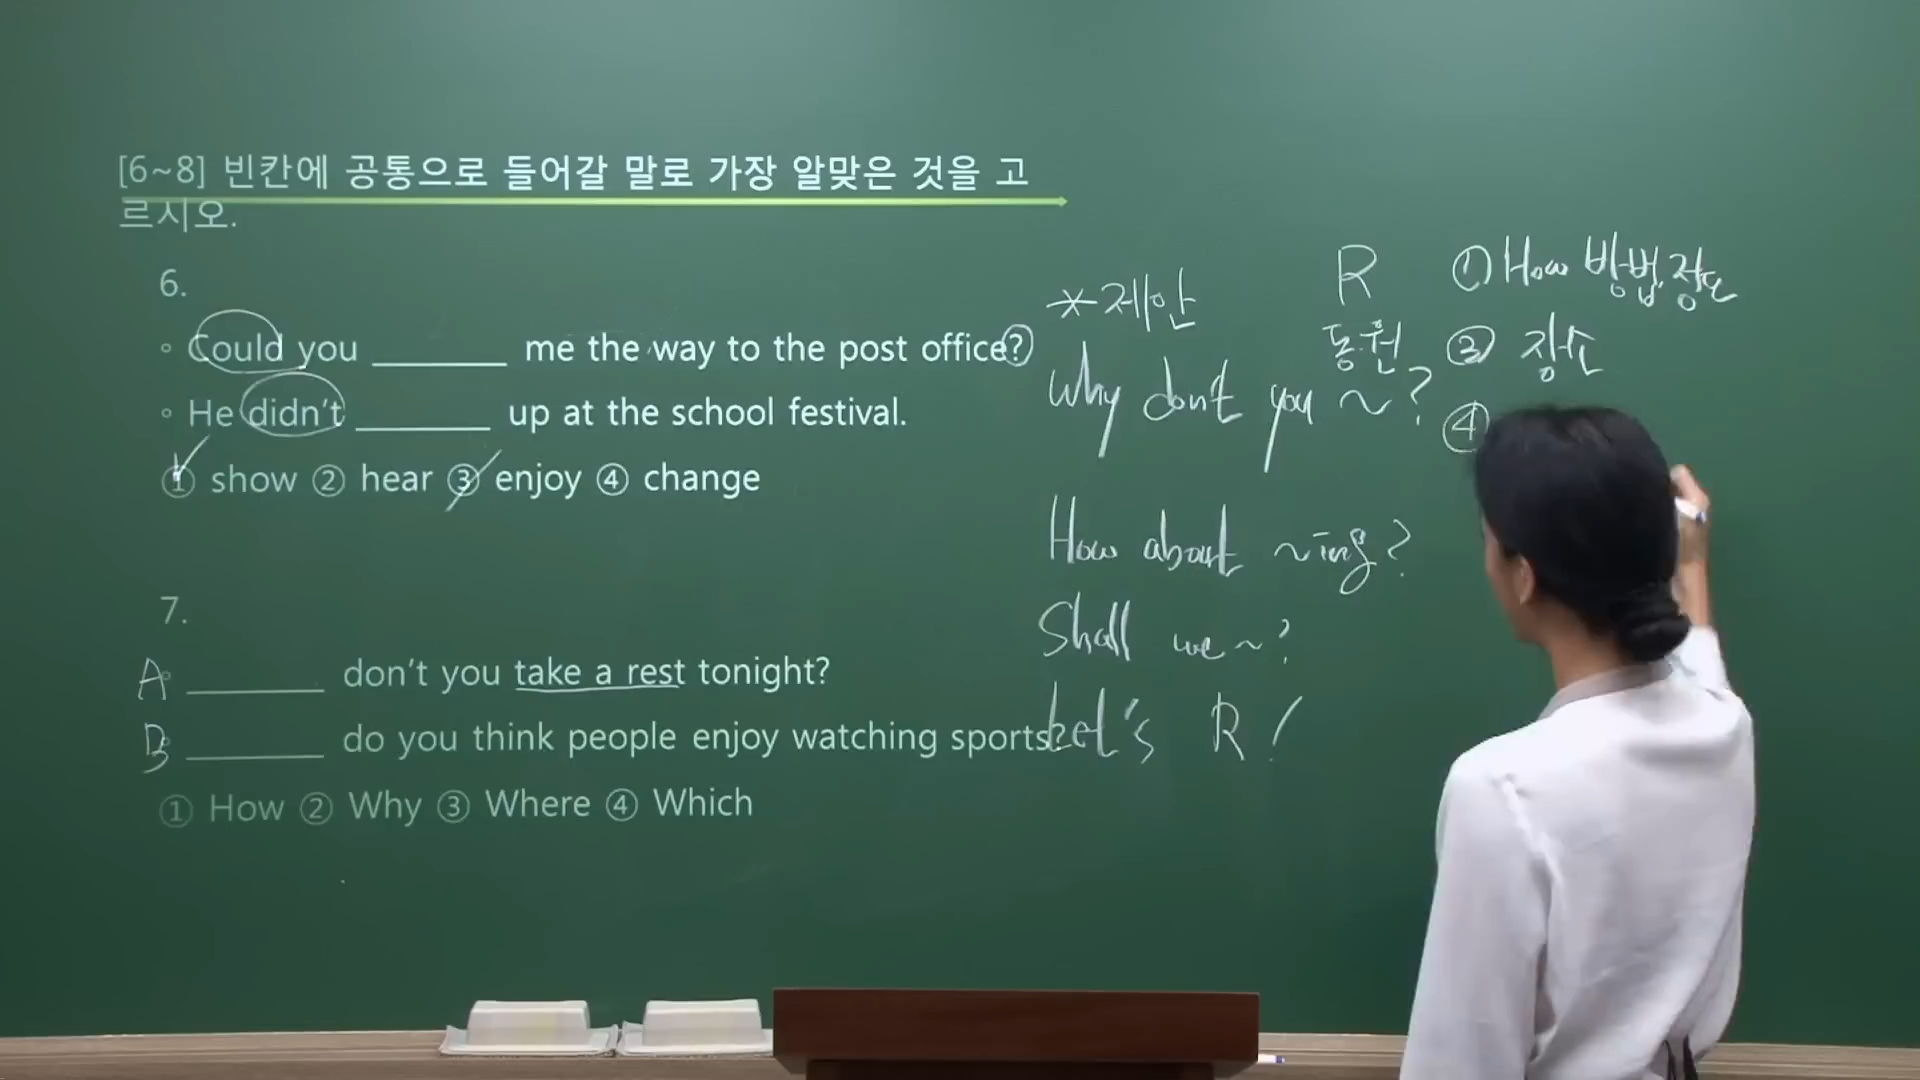 [6~8] 빈칸에 공통으로 들어갈 말로 가장 알맞은 것을 고
르시오.
6.
◦ Could you ________ me the way to the post office?
◦ He didn't ________ up at the school festival.
① show ② hear ③ enjoy ④ change
7.
A ________ don't you take a rest tonight?
B ________ do you think people enjoy watching sports?
① How ② Why ③ Where ④ Which
*제안
Why don't you ~?
How about ~ing?
Shall we ~?
Let's R!
R
동.원
① How 방법, 정도
③ 장소
④